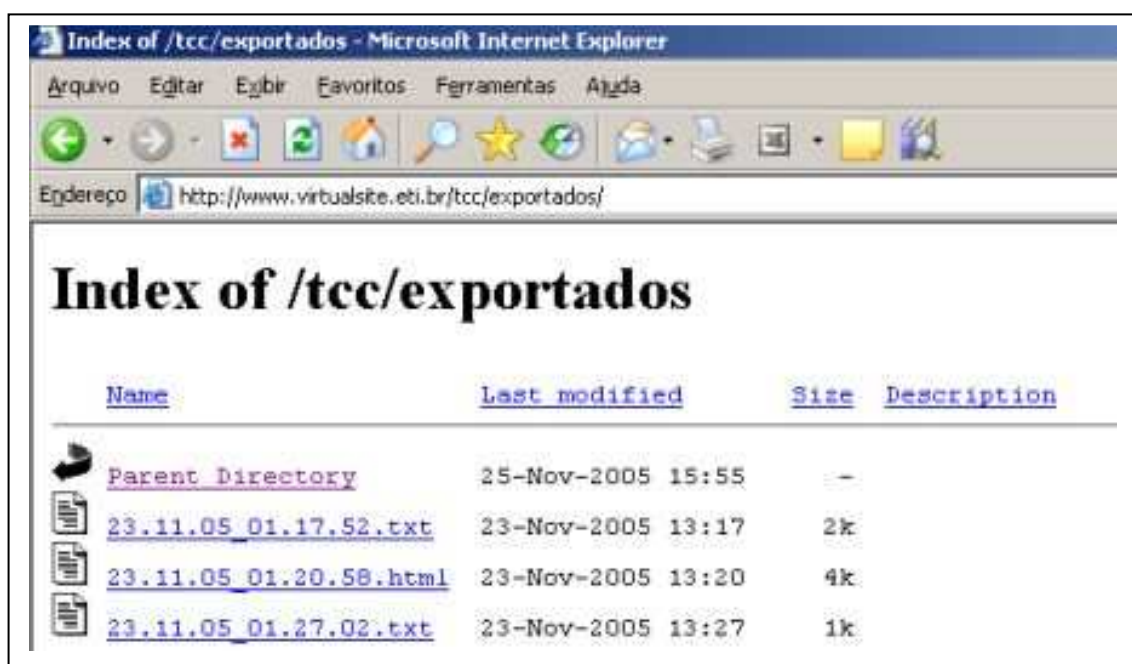 Index of /tcc/exportados - Microsoft Internet Explorer
Arquivo Editar Exibir Favoritos Ferramentas Ajuda
Endereço http://www.virtualsite.eti.br/tcc/exportados/
Index of /tcc/exportados
Name Last modified Size Description
Parent Directory 25-Nov-2005 15:55 -
23.11.05_01.17.52.txt 23-Nov-2005 13:17 2k
23.11.05_01.20.58.html 23-Nov-2005 13:20 4k
23.11.05_01.27.02.txt 23-Nov-2005 13:27 1k